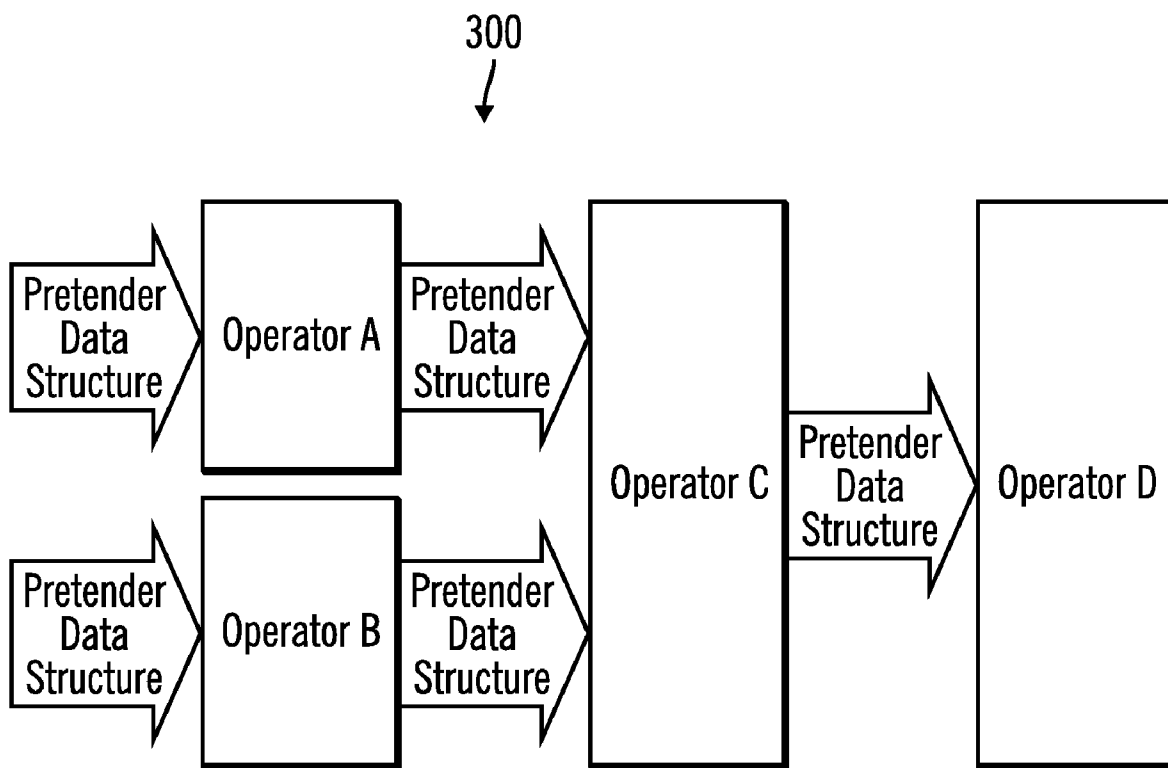 300
Pretender
Data
Structure
Operator A
Pretender
Data
Structure
Pretender
Data
Structure
Operator B
Pretender
Data
Structure
Operator C
Pretender
Data
Structure
Operator D